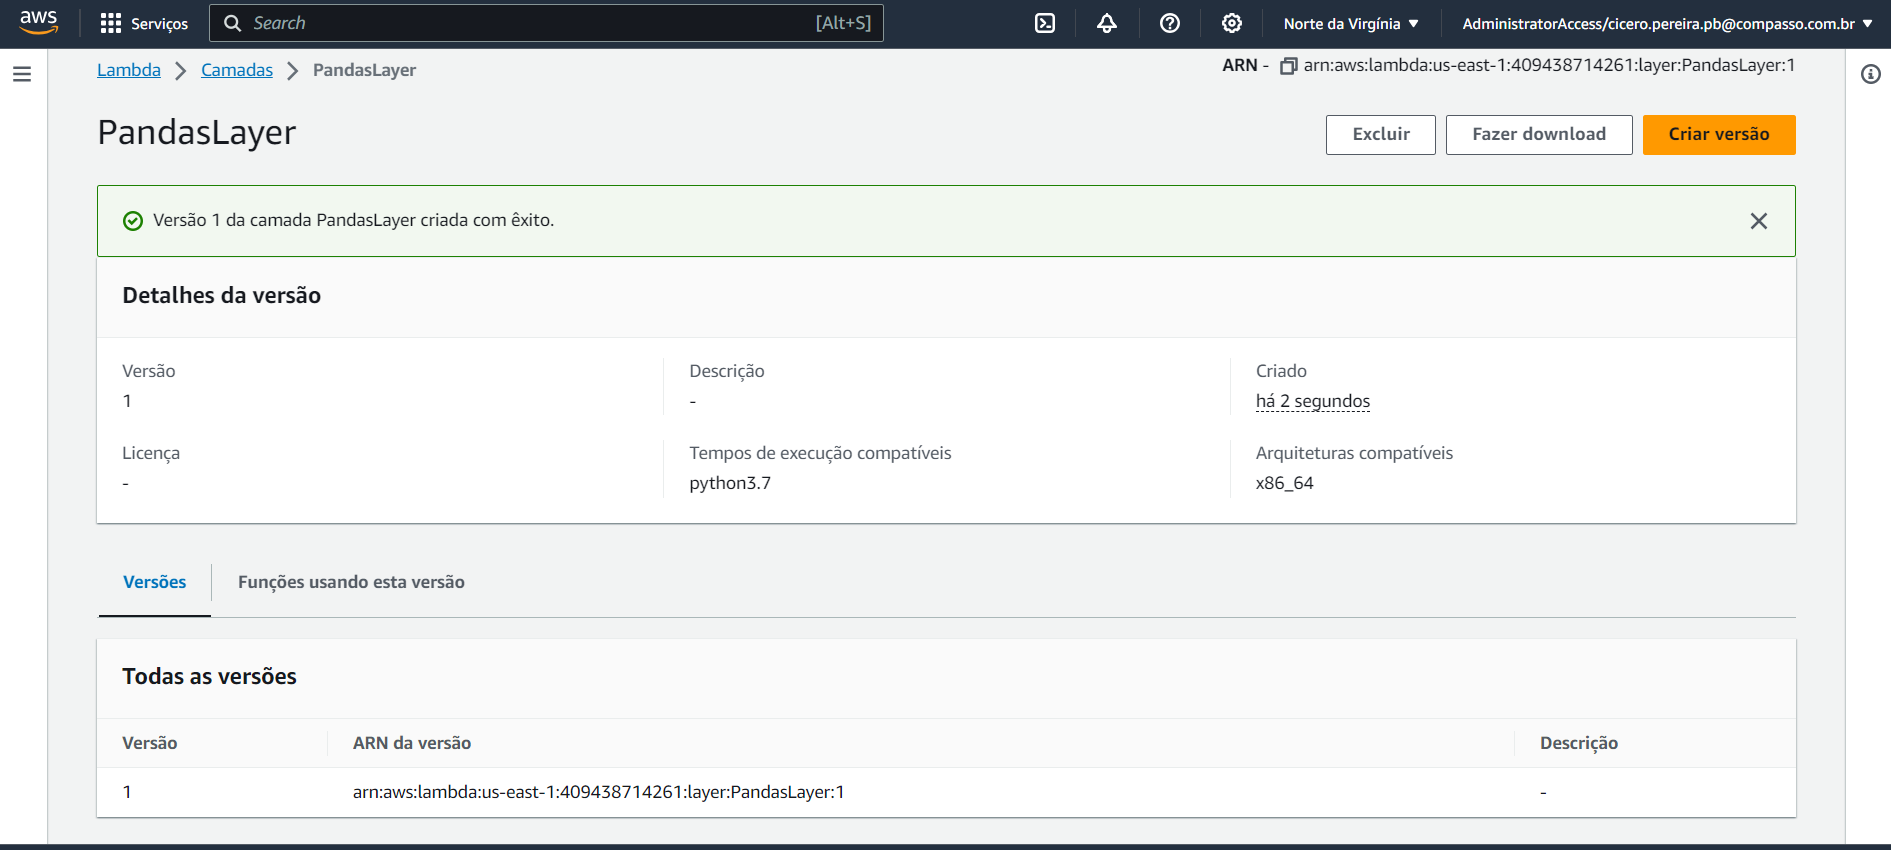 aws
Serviços
Search
[Alt+S]
Norte da Virgínia
AdministratorAccess/cicero.pereira.pb@compasso.com.br
Lambda
Camadas
PandasLayer
ARN - arn:aws:lambda:us-east-1:409438714261:layer:PandasLayer:1
PandasLayer
Excluir
Fazer download
Criar versão
Versão 1 da camada PandasLayer criada com êxito.
Detalhes da versão
Versão
1
Descrição
-
Criado
há 2 segundos
Licença
-
Tempos de execução compatíveis
python3.7
Arquiteturas compatíveis
x86_64
Versões
Funções usando esta versão
Todas as versões
Versão
ARN da versão
Descrição
1
arn:aws:lambda:us-east-1:409438714261:layer:PandasLayer:1
-